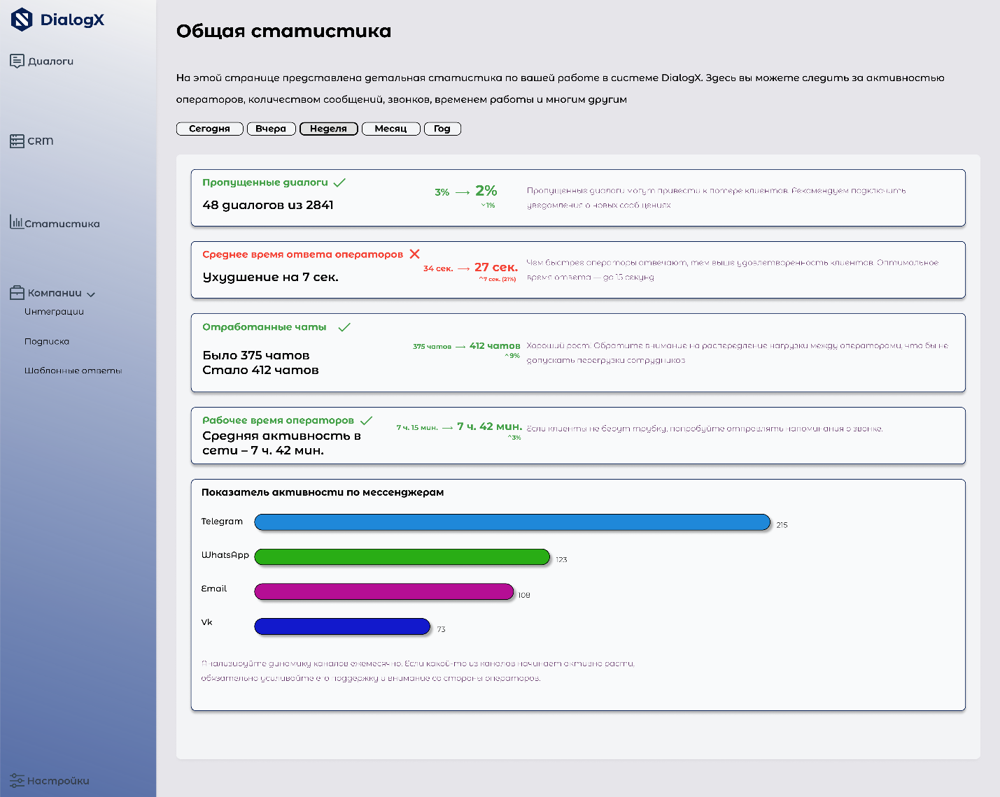 DialogX
Диалоги
CRM
Статистика
Компании
Интеграции
Подписка
Шаблонные ответы
Настройки
Общая статистика
На этой странице представлена детальная статистика по вашей работе в системе DialogX. Здесь вы можете следить за активностью
операторов, количеством сообщений, звонков, временем работы и многим другим
Сегодня Вчера Неделя Месяц Год
Пропущенные диалоги
48 диалогов из 2841
3% → 2%
1%
Пропущенные диалоги могут привести к потере клиентов. Рекомендуем подключить
уведомления о новых сообщениях
Среднее время ответа операторов
Ухудшение на 7 сек.
34 сек. → 27 сек.
^7 сек. (21%)
Чем быстрее операторы отвечают, тем выше удовлетворенность клиентов. Оптимальное
время ответа — до 15 секунд
Отработанные чаты
Было 375 чатов
Стало 412 чатов
375 чатов → 412 чатов
^9%
Хороший рост. Обратите внимание на распередление нагрузки между операторами, что бы не
допускать перегрузки сотрудников
Рабочее время операторов
Средняя активность в
сети – 7 ч. 42 мин.
7 ч. 15 мин. → 7 ч. 42 мин.
^3%
Если клиенты не берут трубку, попробуйте отправлять напоминания о звонке.
Показатель активности по мессенджерам
Telegram 215
WhatsApp 123
Email 108
Vk 73
Анализируйте динамику каналов ежемесячно. Если какой-то из каналов начинает активно расти,
обязательно усиливайте его поддержку и внимание со стороны операторов.